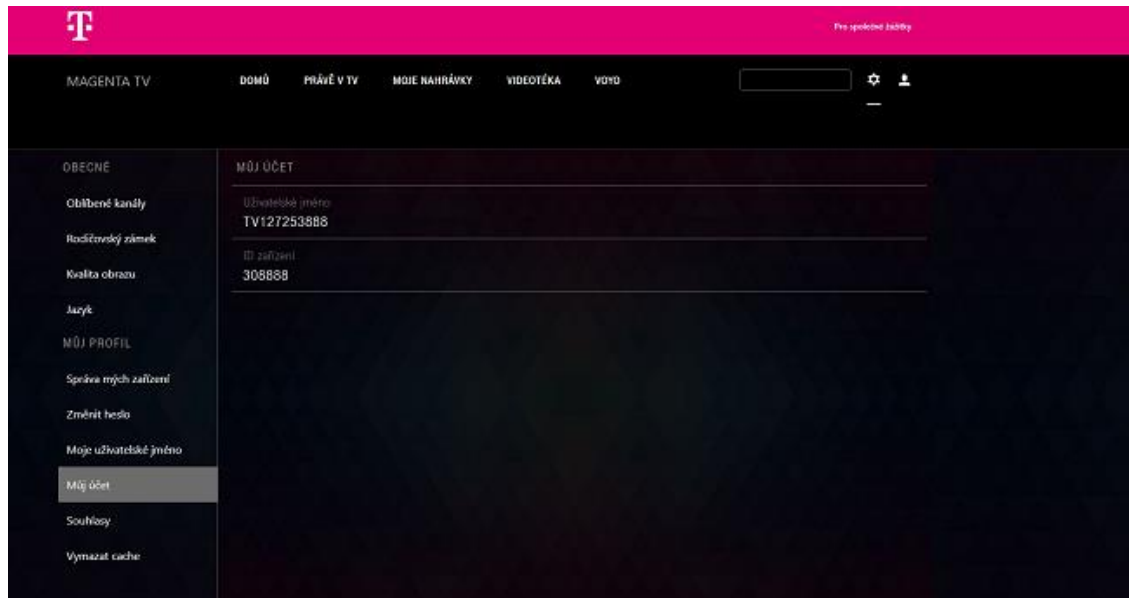 T
Pro společné zážitky
MAGENTA TV
DOMŮ PRÁVĚ V TV MOJE NAHRÁVKY VIDEOTÉKA VOYO
OBECNÉ
Oblíbené kanály
Rodičovský zámek
Kvalita obrazu
Jazyk
MŮJ PROFIL
Správa mých zařízení
Změnit heslo
Moje uživatelské jméno
Můj účet
Souhlasy
Vymazat cache
MŮJ ÚČET
Uživatelské jméno
TV127253888
ID zařízení
308888